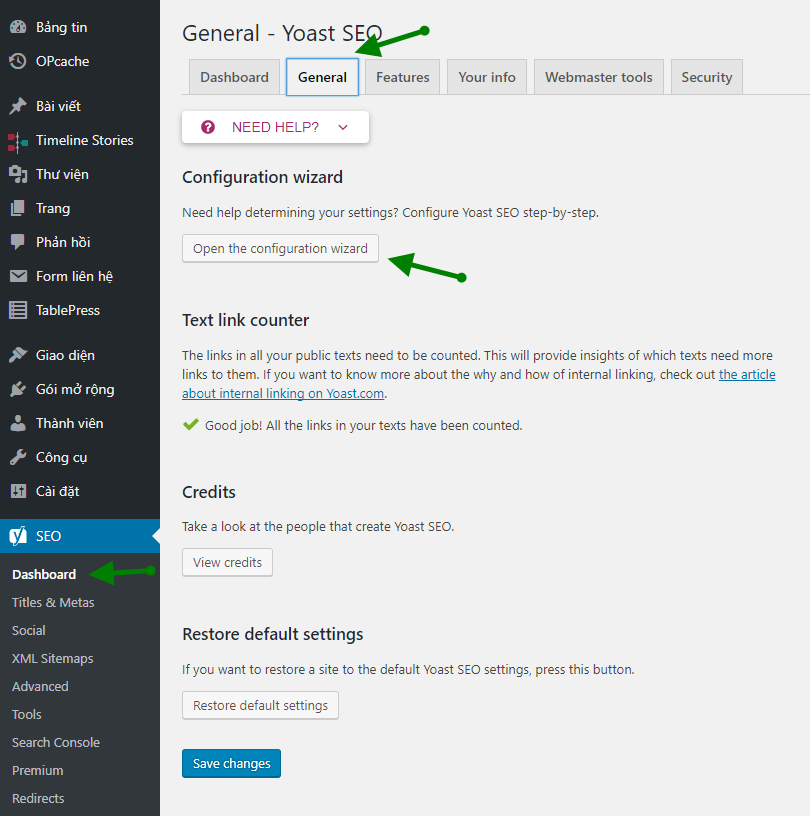 Bảng tin
OPcache
Bài viết
Timeline Stories
Thư viện
Trang
Phản hồi
Form liên hệ
TablePress
Giao diện
Gói mở rộng
Thành viên
Công cụ
Cài đặt
SEO
Dashboard
Titles & Metas
Social
XML Sitemaps
Advanced
Tools
Search Console
Premium
Redirects
General - Yoast SEO
Dashboard General Features Your info Webmaster tools Security
NEED HELP?
Configuration wizard
Need help determining your settings? Configure Yoast SEO step-by-step.
Open the configuration wizard
Text link counter
The links in all your public texts need to be counted. This will provide insights of which texts need more
links to them. If you want to know more about the why and how of internal linking, check out the article
about internal linking on Yoast.com.
Good job! All the links in your texts have been counted.
Credits
Take a look at the people that create Yoast SEO.
View credits
Restore default settings
If you want to restore a site to the default Yoast SEO settings, press this button.
Restore default settings
Save changes